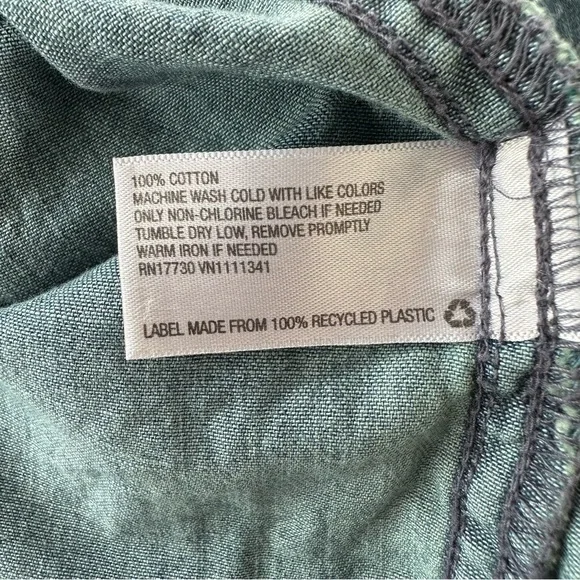 100% COTTON
MACHINE WASH COLD WITH LIKE COLORS
ONLY NON-CHLORINE BLEACH IF NEEDED
TUMBLE DRY LOW, REMOVE PROMPTLY
WARM IRON IF NEEDED
RN17730 VN1111341
LABEL MADE FROM 100% RECYCLED PLASTIC